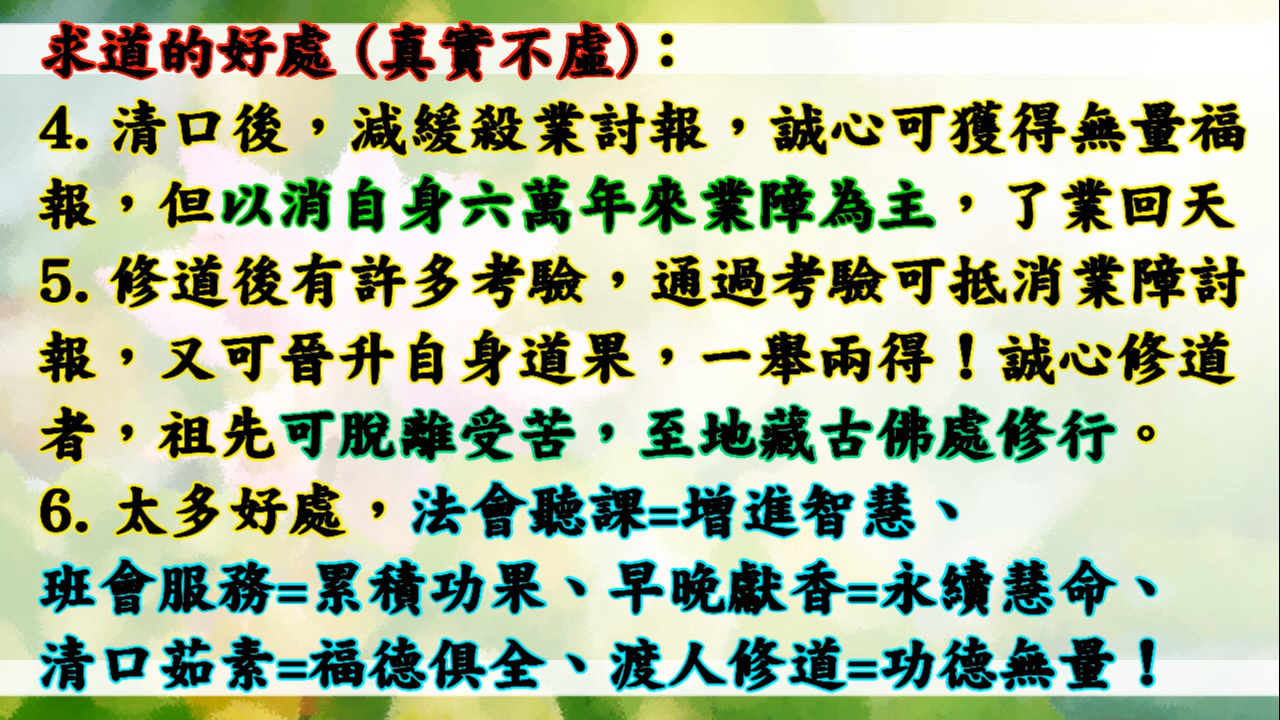 求道的好處(真實不虛)：
4. 清口後，減緩殺業討報，誠心可獲得無量福
報，但以消自身六萬年來業障為主，了業回天
5. 修道後有許多考驗，通過考驗可抵消業障討
報，又可晉升自身道果，一舉兩得！誠心修道
者，祖先可脫離受苦，至地藏古佛處修行。
6. 太多好處，法會聽課=增進智慧、
班會服務=累積功果、早晚獻香=永續慧命、
清口茹素=福德俱全、渡人修道=功德無量！